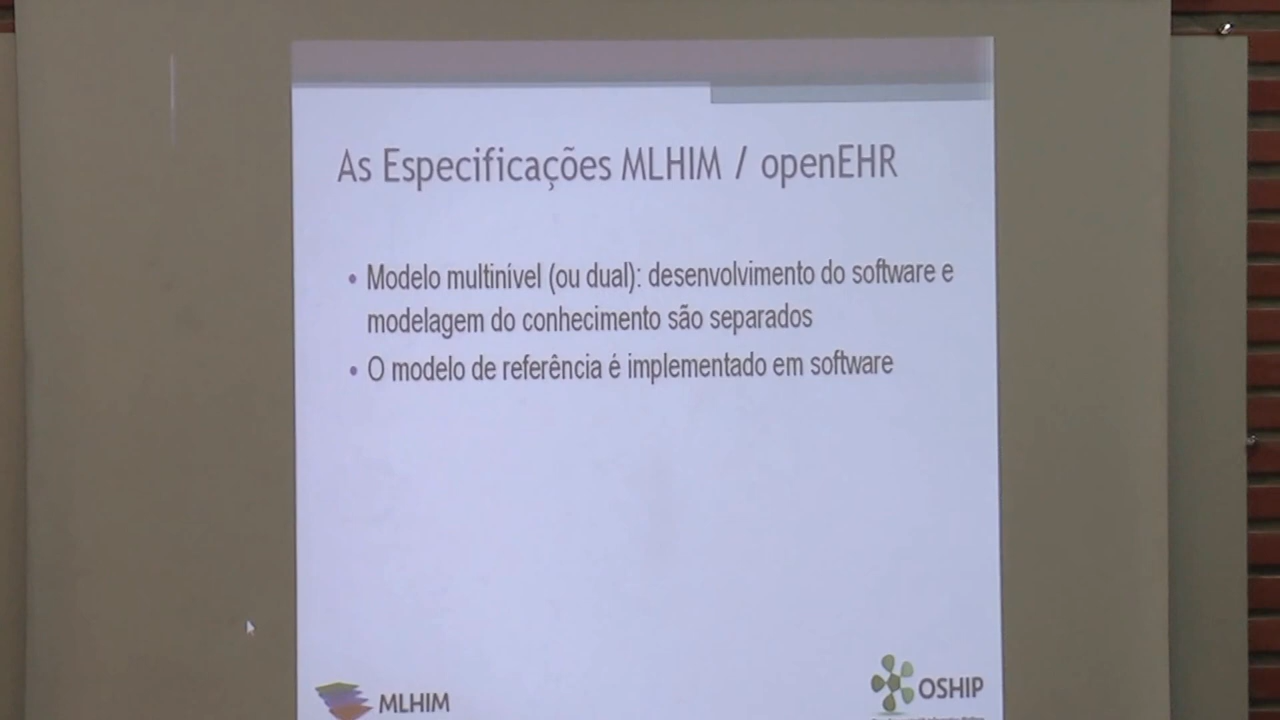 As Especificações MLHIM / openEHR
• Modelo multinível (ou dual): desenvolvimento do software e
modelagem do conhecimento são separados
• O modelo de referência é implementado em software
MLHIM
OSHIP